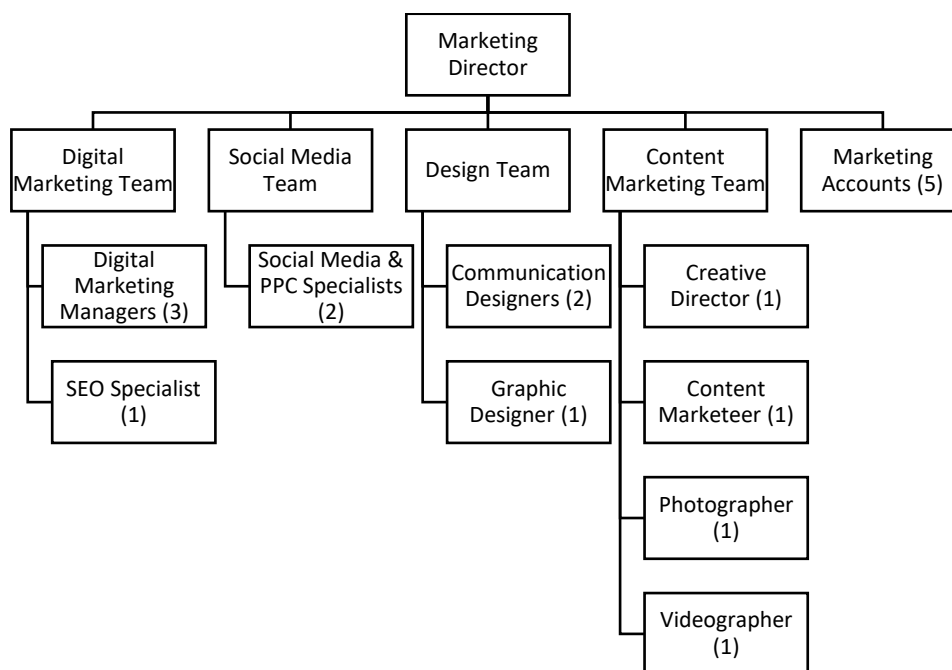 Marketing
Director
Digital
Marketing Team
Social Media
Team
Design Team
Content
Marketing Team
Marketing
Accounts (5)
Digital
Marketing
Managers (3)
SEO Specialist
(1)
Social Media &
PPC Specialists
(2)
Communication
Designers (2)
Graphic
Designer (1)
Creative
Director (1)
Content
Marketeer (1)
Photographer
(1)
Videographer
(1)